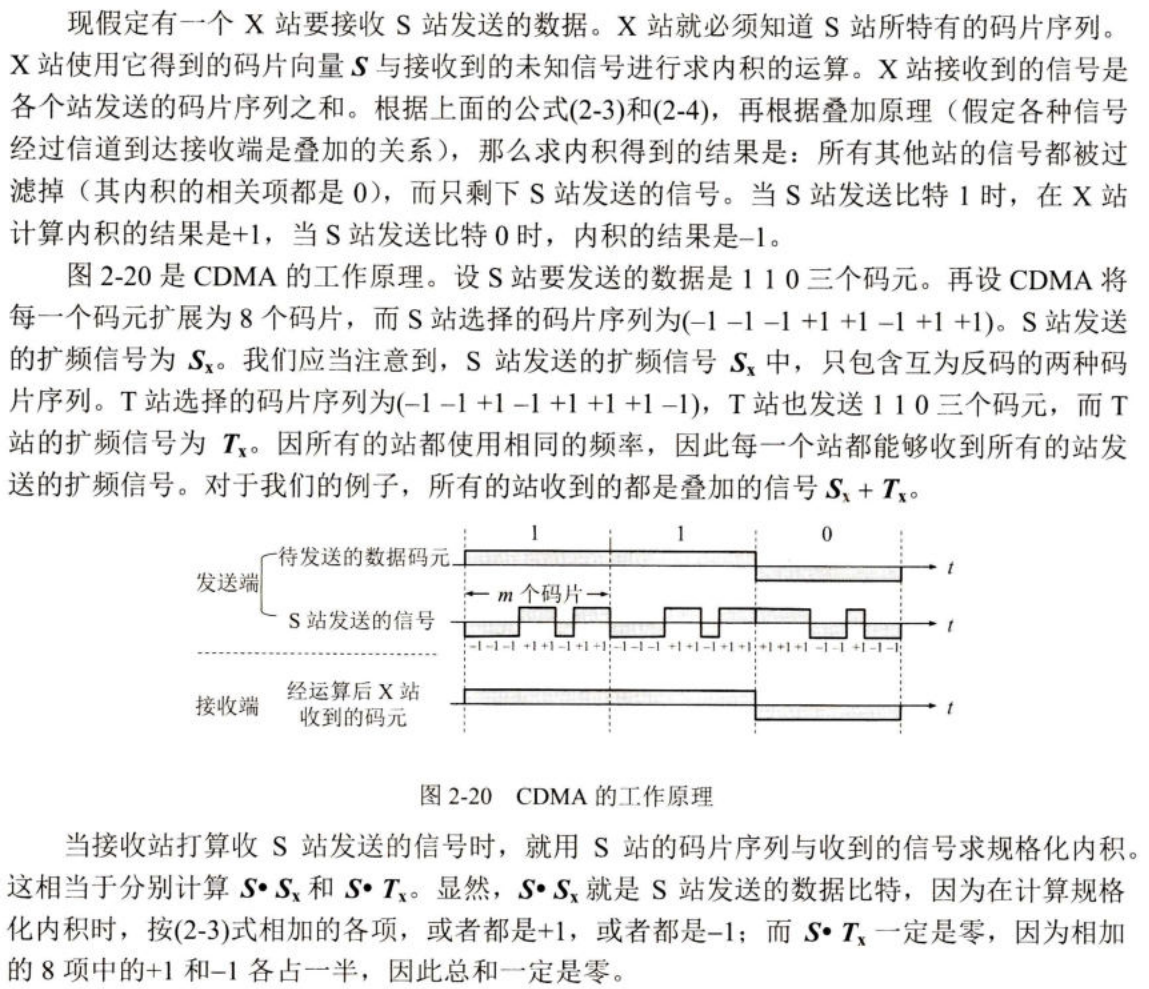 现假定有一个 X 站要接收 S 站发送的数据。X 站就必须知道 S 站所特有的码片序列。
X 站使用它得到的码片向量 S 与接收到的未知信号进行求内积的运算。X 站接收到的信号是
各个站发送的码片序列之和。根据上面的公式(2-3)和(2-4)，再根据叠加原理（假定各种信号
经过信道到达接收端是叠加的关系），那么求内积得到的结果是：所有其他站的信号都被过
滤掉（其内积的相关项都是 0），而只剩下 S 站发送的信号。当 S 站发送比特 1 时，在 X 站
计算内积的结果是+1，当 S 站发送比特 0 时，内积的结果是–1。
图 2-20 是 CDMA 的工作原理。设 S 站要发送的数据是 1 1 0 三个码元。再设 CDMA 将
每一个码元扩展为 8 个码片，而 S 站选择的码片序列为(–1 –1 –1 +1 +1 –1 +1 +1)。S 站发送
的扩频信号为 Sx。我们应当注意到，S 站发送的扩频信号 Sx 中，只包含互为反码的两种码
片序列。T 站选择的码片序列为(–1 –1 +1 –1 +1 +1 +1 –1)，T 站也发送 1 1 0 三个码元，而 T
站的扩频信号为 Tx。因所有的站都使用相同的频率，因此每一个站都能够收到所有的站发
送的扩频信号。对于我们的例子，所有的站收到的都是叠加的信号 Sx + Tx。
1 1 0
发送端
待发送的数据码元
t
m 个码片
S 站发送的信号
t
–1 –1 –1 +1 +1 –1 +1 +1 –1 –1 –1 +1 +1 –1 +1 +1 +1 +1 +1 –1 –1 +1 –1 –1
接收端
经运算后 X 站
收到的码元
t
图 2-20 CDMA 的工作原理
当接收站打算收 S 站发送的信号时，就用 S 站的码片序列与收到的信号求规格化内积。
这相当于分别计算 S• Sx 和 S• Tx。显然，S• Sx 就是 S 站发送的数据比特，因为在计算规格
化内积时，按(2-3)式相加的各项，或者都是+1，或者都是–1；而 S• Tx 一定是零，因为相加
的 8 项中的+1 和–1 各占一半，因此总和一定是零。